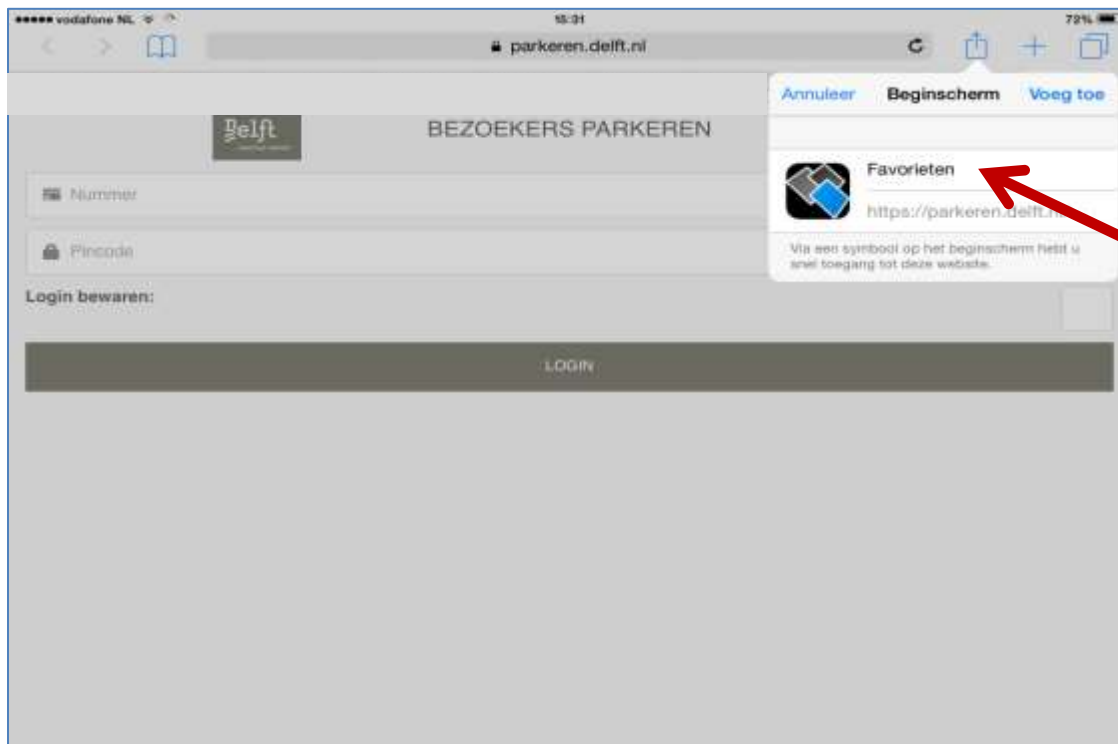 vodafone NL 15:31 72%
parkeren.delft.nl
Annuleer Beginscherm Voeg toe
Delft BEZOEKERS PARKEREN
Favorieten
Nummer
https://parkeren.delft.n
Pincode
Via een symbool op het beginscherm hebt u
snel toegang tot deze website.
Login bewaren:
LOGIN